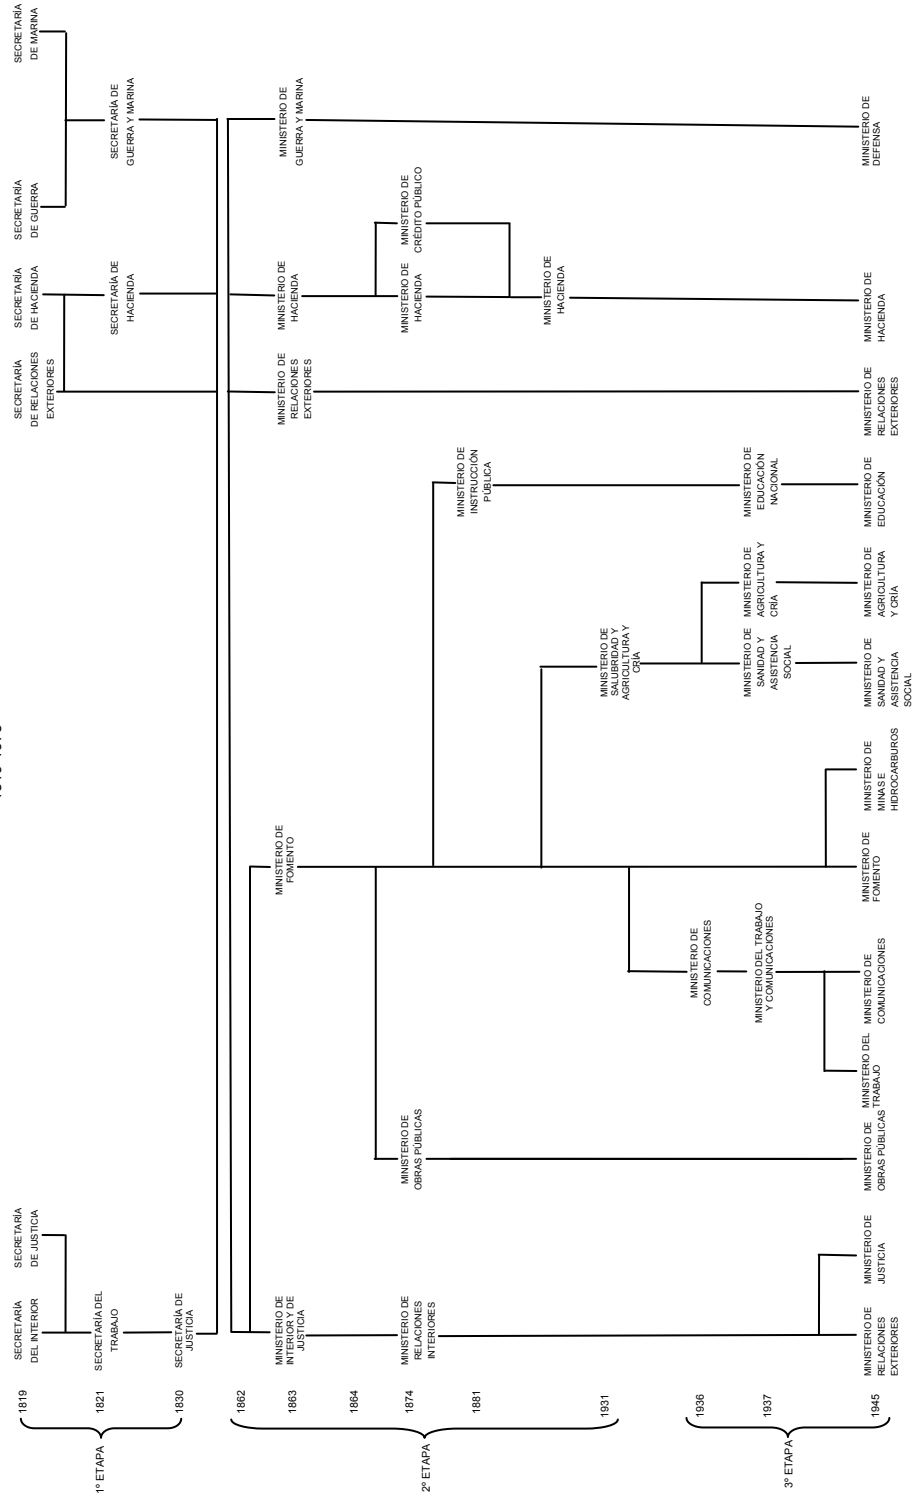 1º ETAPA
1819
SECRETARÍA
DEL INTERIOR
SECRETARÍA
DE JUSTICIA
SECRETARÍA
DE RELACIONES
EXTERIORES
SECRETARÍA
DE HACIENDA
SECRETARÍA
DE GUERRA
SECRETARÍA
DE MARINA
1821
SECRETARÍA DEL
TRABAJO
SECRETARÍA DE
HACIENDA
SECRETARÍA DE
GUERRA Y MARINA
1830
SECRETARÍA DE
JUSTICIA
2º ETAPA
1862
1863
MINISTERIO DE
INTERIOR Y DE
JUSTICIA
MINISTERIO DE
FOMENTO
MINISTERIO DE
RELACIONES
EXTERIORES
MINISTERIO DE
HACIENDA
MINISTERIO DE
GUERRA Y MARINA
1864
1874
MINISTERIO DE
RELACIONES
INTERIORES
MINISTERIO DE
OBRAS PÚBLICAS
MINISTERIO DE
HACIENDA
MINISTERIO DE
CRÉDITO PÚBLICO
1881
MINISTERIO DE
INSTRUCCIÓN
PÚBLICA
MINISTERIO DE
HACIENDA
1931
MINISTERIO DE
SALUBRIDAD Y
AGRICULTURA Y
CRÍA
3º ETAPA
1936
MINISTERIO DE
COMUNICACIONES
1937
MINISTERIO DEL TRABAJO
Y COMUNICACIONES
MINISTERIO DE
SANIDAD Y
ASISTENCIA
SOCIAL
MINISTERIO DE
AGRICULTURA Y
CRÍA
MINISTERIO DE
EDUCACIÓN
NACIONAL
1945
MINISTERIO DE
RELACIONES
EXTERIORES
MINISTERIO DE
JUSTICIA
MINISTERIO DE
OBRAS PÚBLICAS
MINISTERIO DEL
TRABAJO
MINISTERIO DE
COMUNICACIONES
MINISTERIO DE
FOMENTO
MINISTERIO DE
MINAS E
HIDROCARBUROS
MINISTERIO DE
SANIDAD Y
ASISTENCIA
SOCIAL
MINISTERIO DE
AGRICULTURA
Y CRÍA
MINISTERIO DE
EDUCACIÓN
MINISTERIO DE
RELACIONES
EXTERIORES
MINISTERIO DE
HACIENDA
MINISTERIO DE
DEFENSA